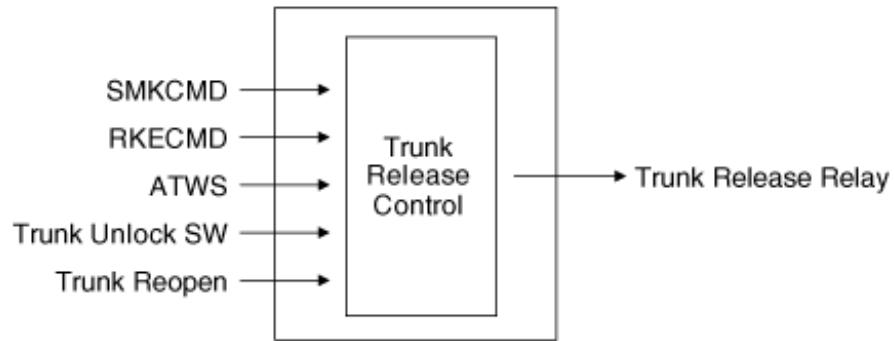 SMKCMD
RKECMD
ATWS
Trunk Unlock SW
Trunk Reopen
Trunk
Release
Control
Trunk Release Relay